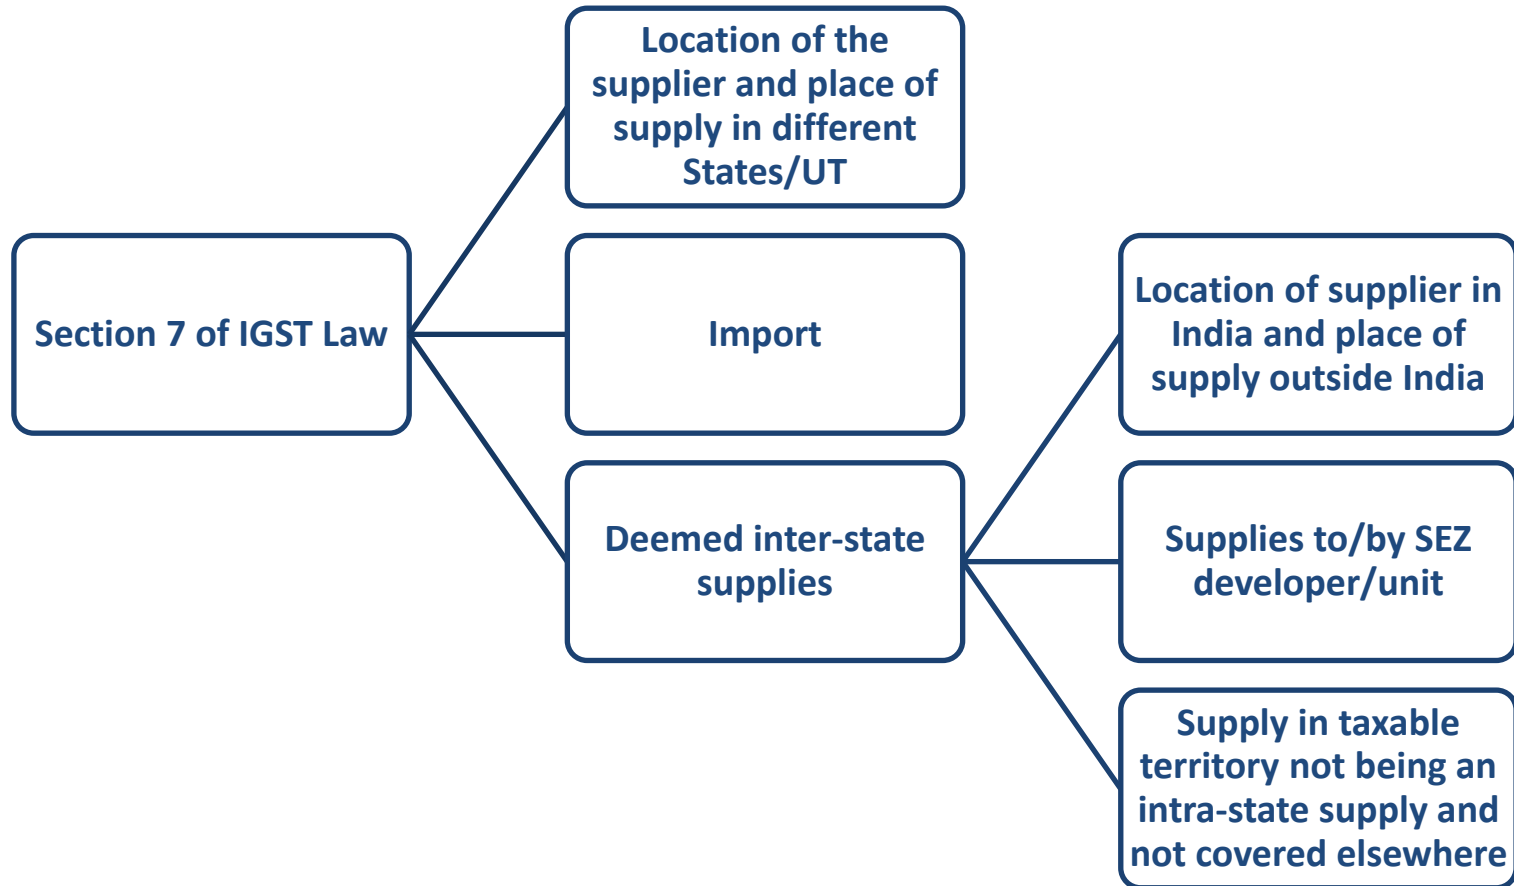 Section 7 of IGST Law
Location of the
supplier and place of
supply in different
States/UT
Import
Deemed inter-state
supplies
Location of supplier in
India and place of
supply outside India
Supplies to/by SEZ
developer/unit
Supply in taxable
territory not being an
intra-state supply and
not covered elsewhere